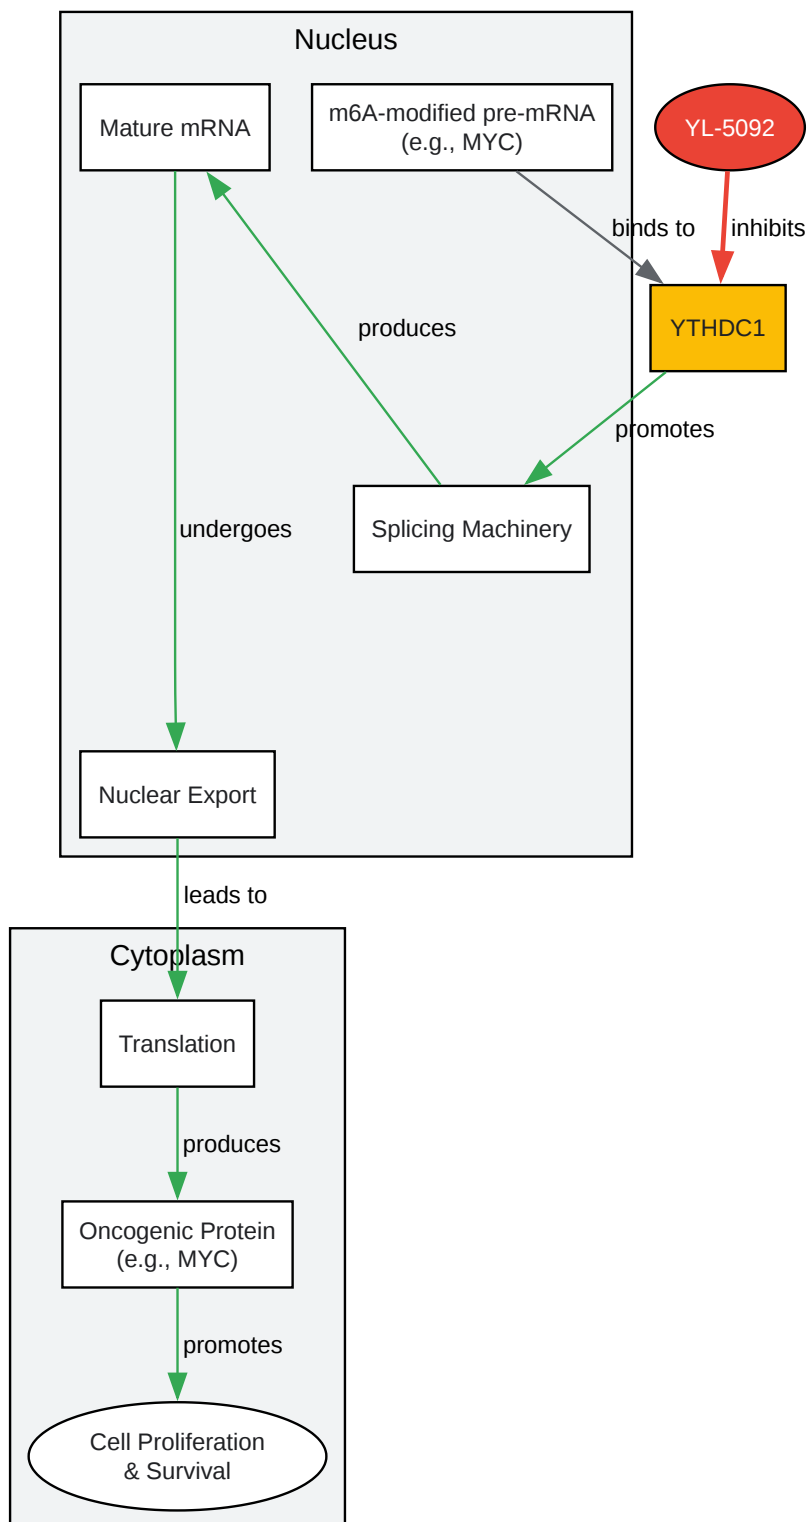 Nucleus
Mature mRNA
m6A-modified pre-mRNA
(e.g., MYC)
YL-5092
binds to
inhibits
YTHDC1
produces
promotes
Splicing Machinery
undergoes
Nuclear Export
leads to
Cytoplasm
Translation
produces
Oncogenic Protein
(e.g., MYC)
promotes
Cell Proliferation
& Survival